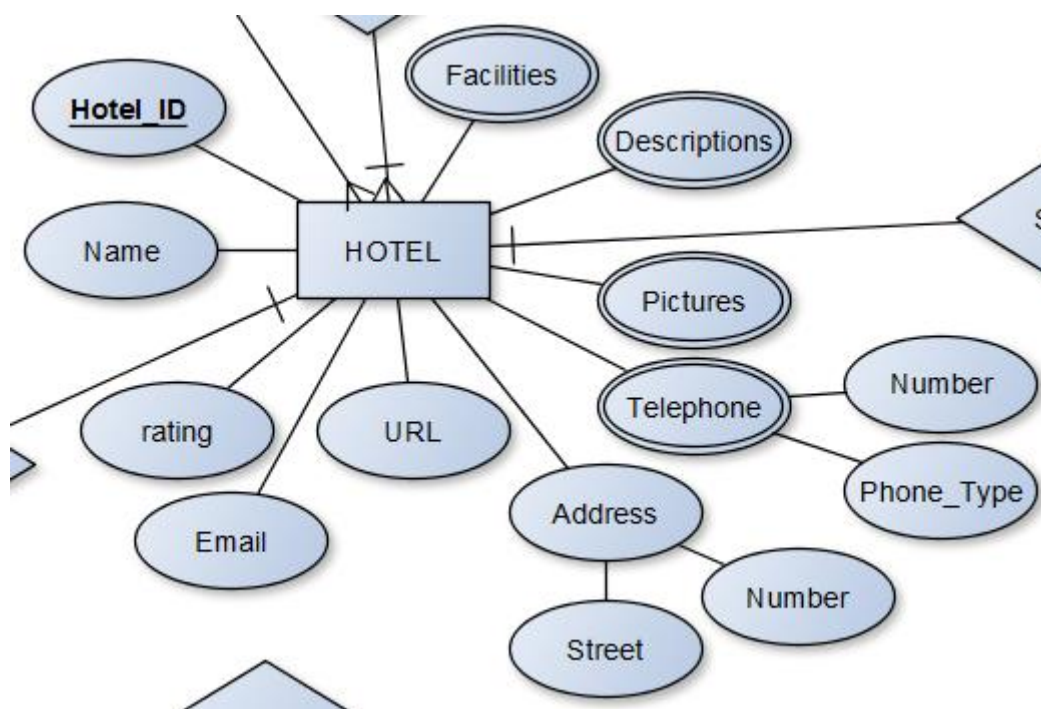 Facilities
Hotel_ID
Descriptions
S
Name
HOTEL
Pictures
Number
Telephone
rating
URL
Phone_Type
Address
Email
Number
Street